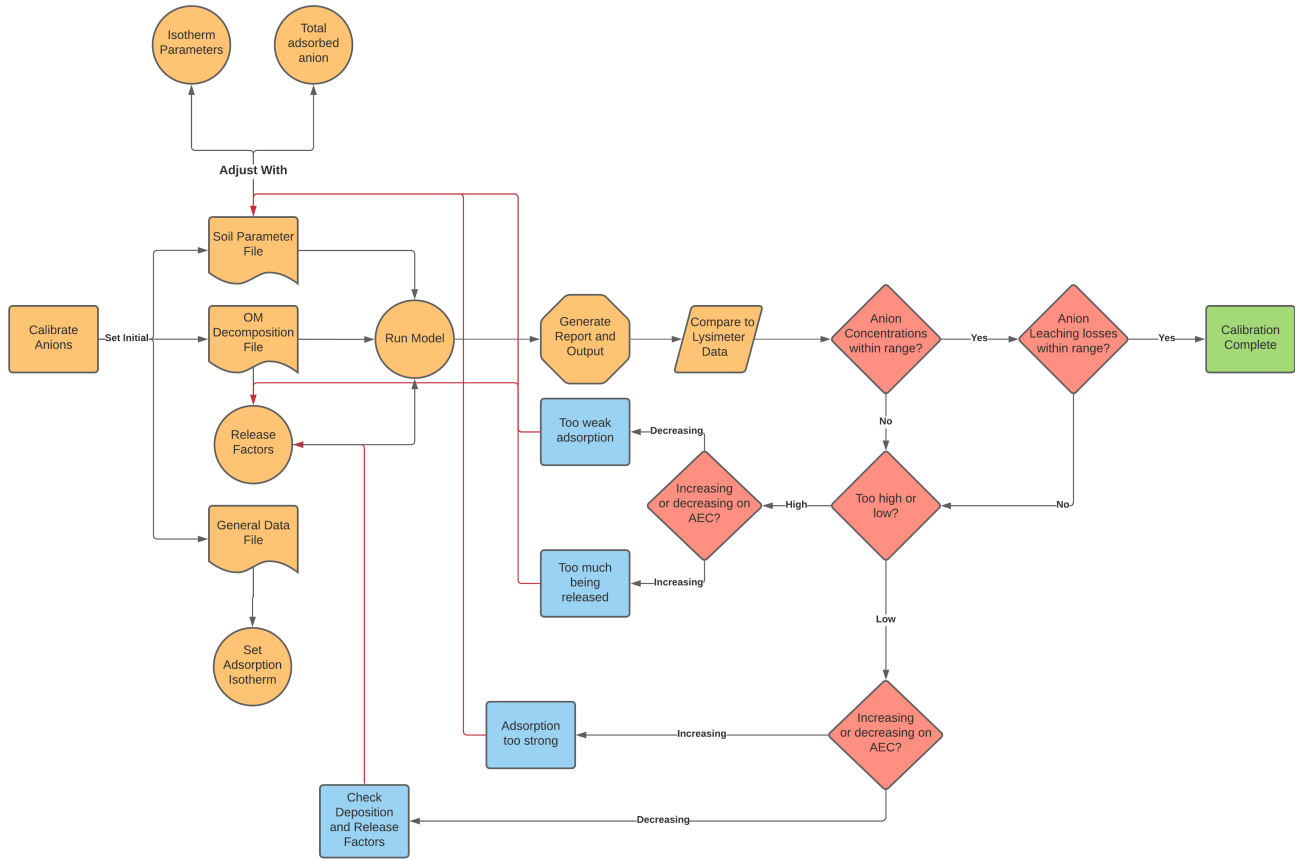 Isotherm
Parameters
Total
adsorbed
anion
Adjust With
Soil Parameter
File
Calibrate
Anions
Set Initial
OM
Decomposition
File
Run Model
Generate
Report and
Output
Compare to
Lysimeter
Data
Anion
Concentrations
within range?
Yes
Anion
Leaching losses
within range?
Yes
Calibration
Complete
Release
Factors
Too weak
adsorption
Decreasing
No
Increasing
or decreasing on
AEC?
High
Too high or
low?
No
General Data
File
Too much
being
released
Increasing
Low
Set
Adsorption
Isotherm
Adsorption
too strong
Increasing
Increasing
or decreasing on
AEC?
Check
Deposition
and Release
Factors
Decreasing